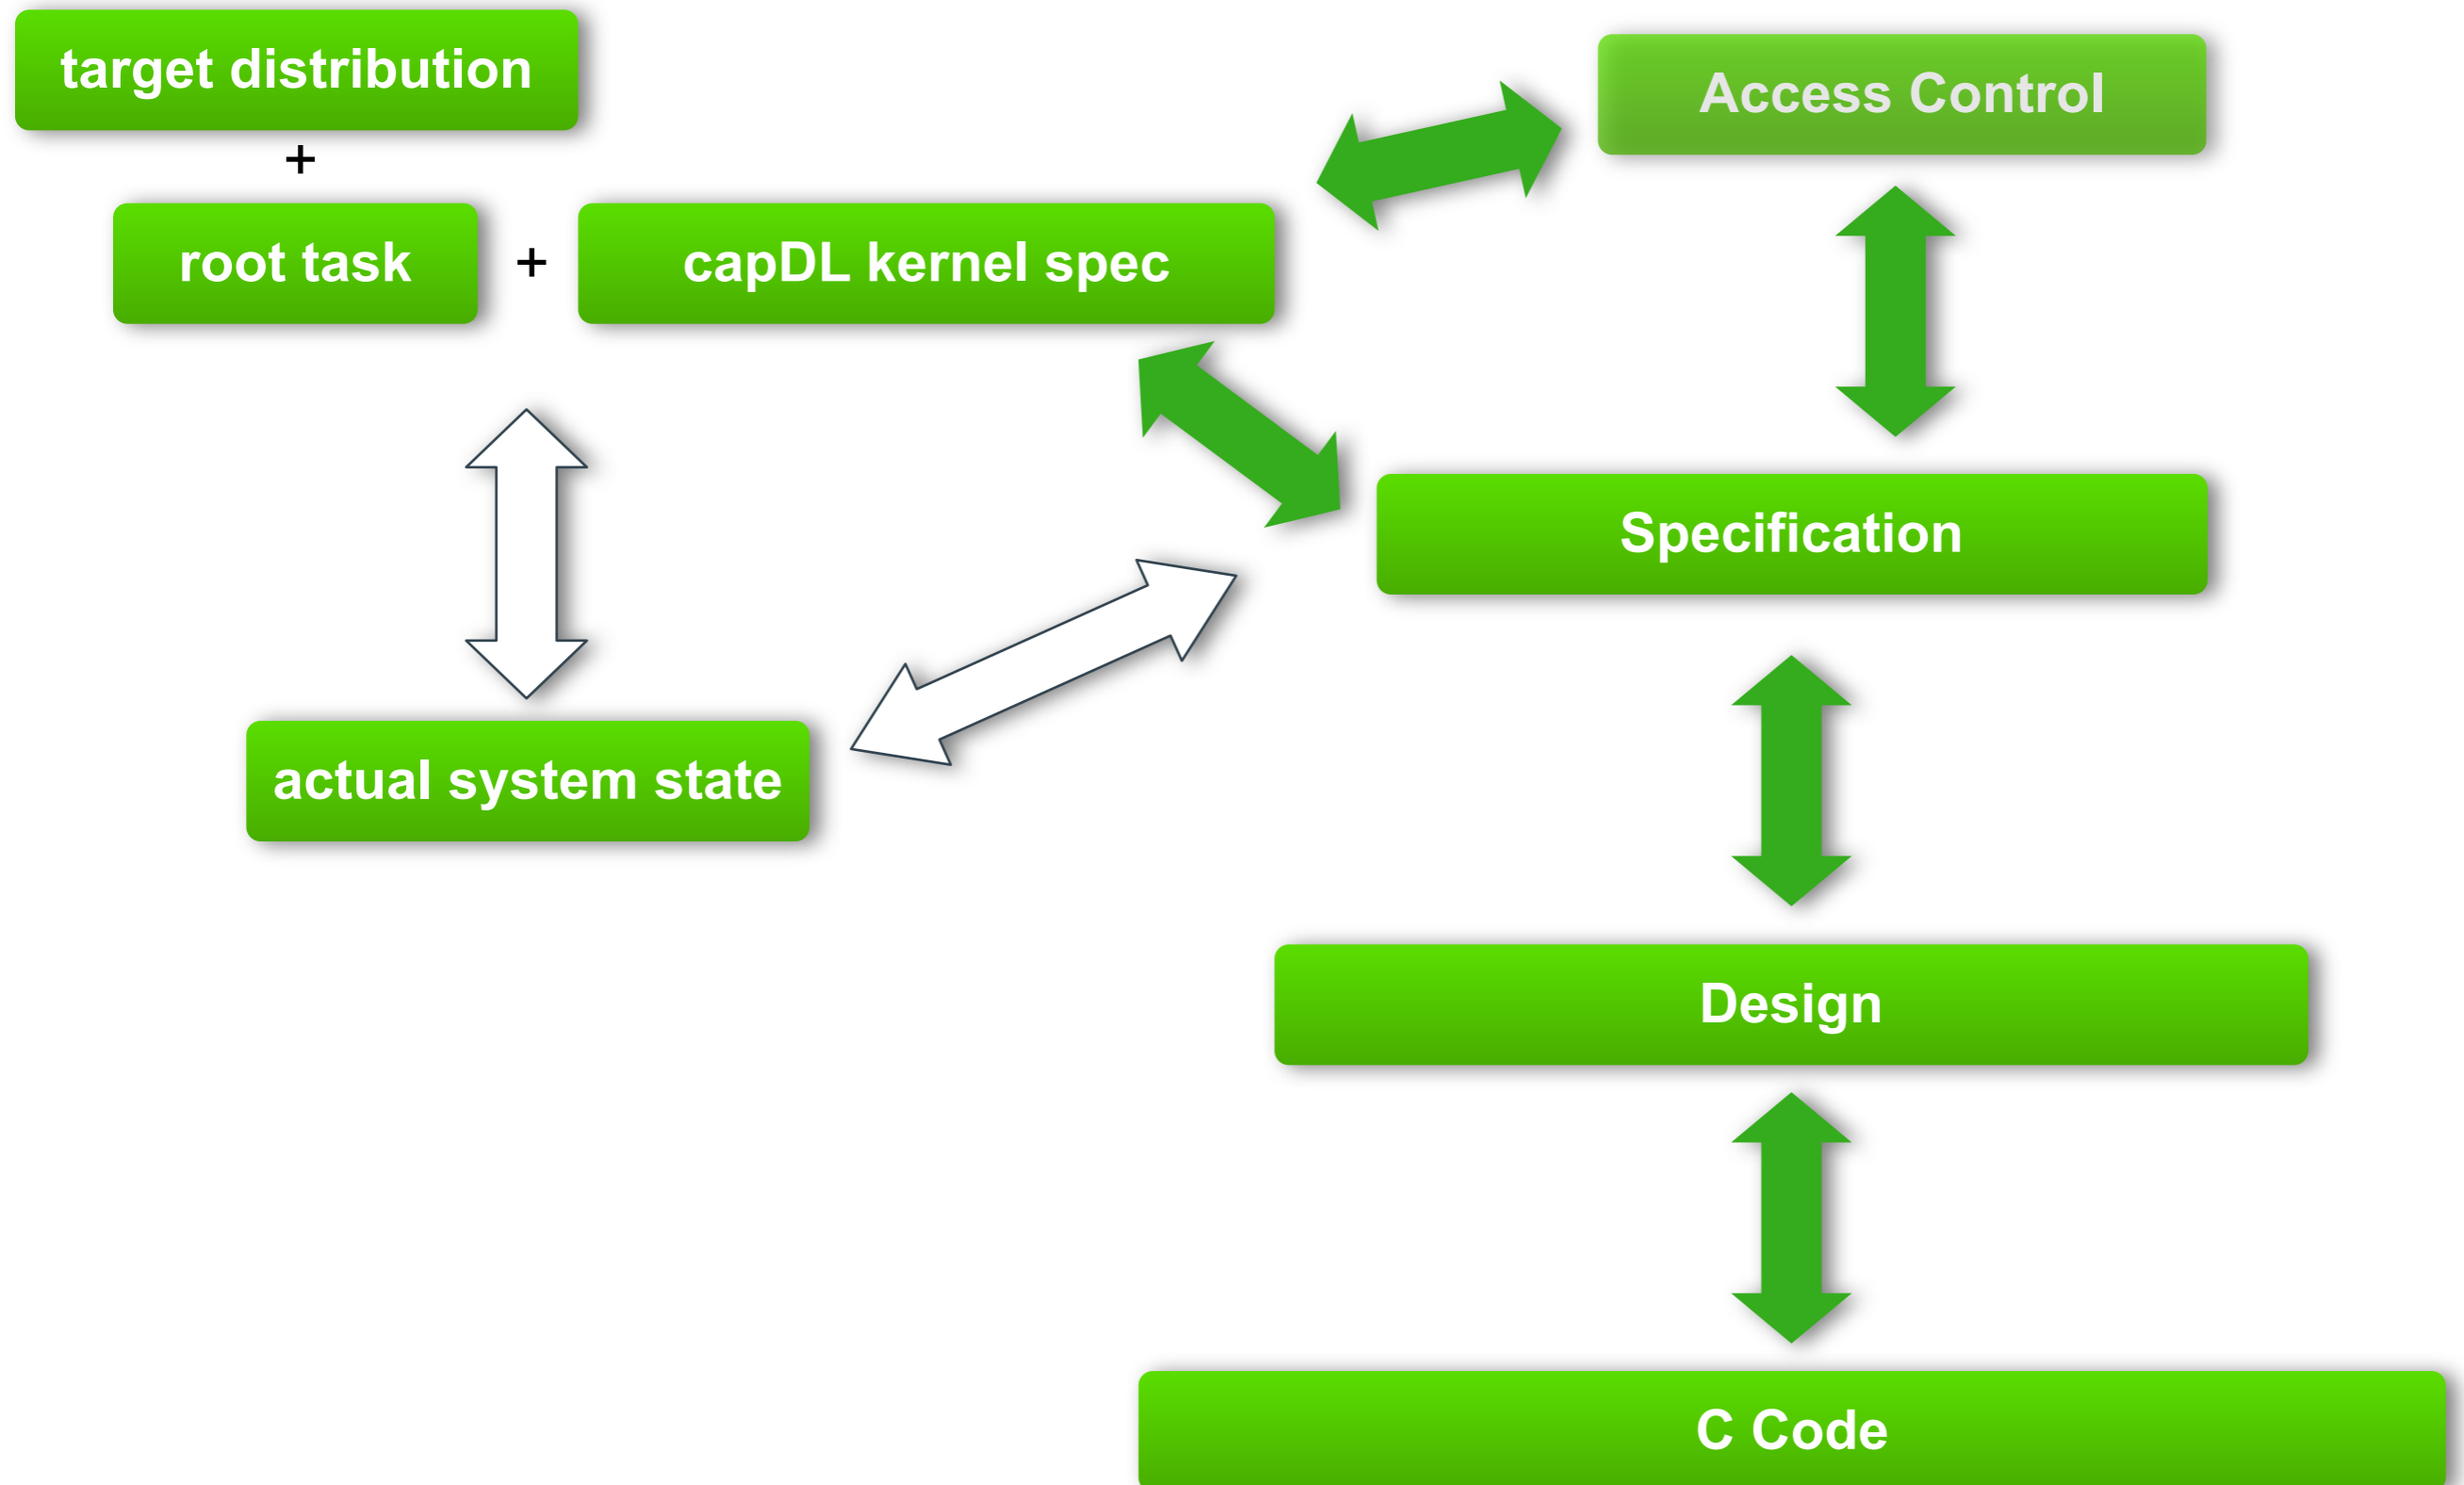 target distribution
Access Control
+
root task + capDL kernel spec
Specification
actual system state
Design
C Code